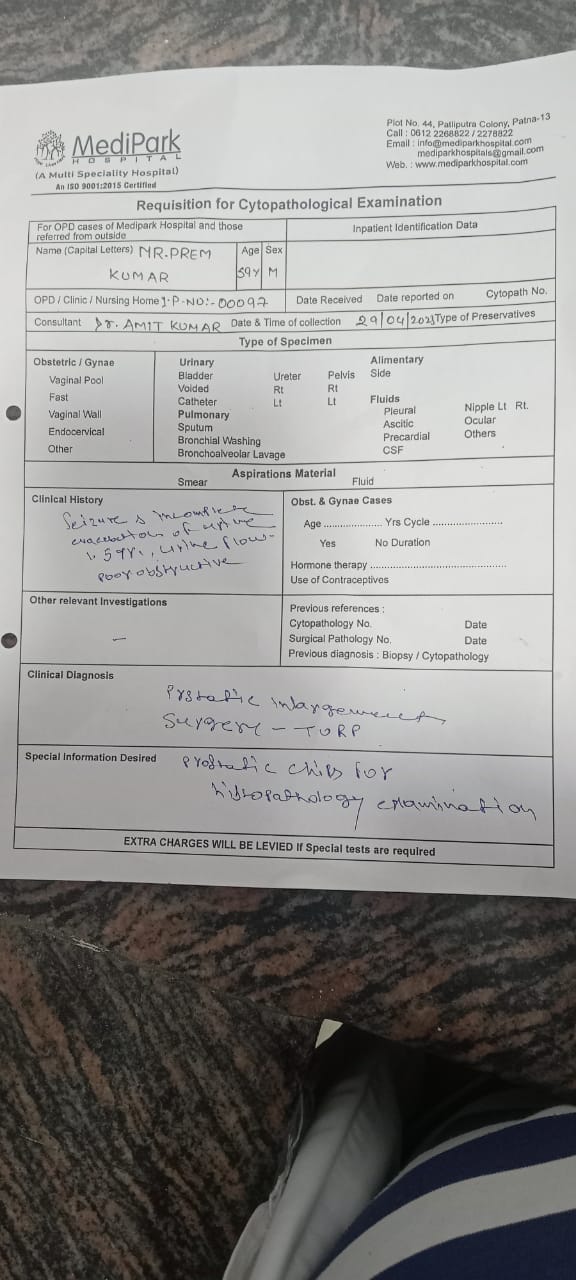 MediPark
HOSPITAL
(A Multi Speciality Hospital)
An ISO 9001:2015 Certified
Plot No. 44, Patliputra Colony, Patna-13
Call : 0612 2268822 / 2278822
Email : info@mediparkhospital.com
mediparkhospitals@gmail.com
Web. : www.mediparkhospital.com
Requisition for Cytopathological Examination
For OPD cases of Medipark Hospital and those
referred from outside
Inpatient Identification Data
Name (Capital Letters) MR. PREM
KUMAR
Age Sex
59Y M
OPD / Clinic / Nursing Home I.P-NO:-00097
Date Received Date reported on Cytopath No.
Consultant Dr. AMIT KUMAR Date & Time of collection 29/04/ Type of Preservatives
Type of Specimen
Obstetric / Gynae
Vaginal Pool
Fast
Vaginal Wall
Endocervical
Other
Urinary
Bladder Ureter Pelvis
Voided Rt Rt
Catheter Lt Lt
Pulmonary
Sputum
Bronchial Washing
Bronchoalveolar Lavage
Alimentary
Side
Fluids
Pleural Nipple Lt Rt.
Ascitic Ocular
Precardial Others
CSF
Aspirations Material
Smear Fluid
Clinical History
Seizure incomplete
of urine
urine flow-
poor obstructive
Obst. & Gynae Cases
Age .................... Yrs Cycle ........................
Yes No Duration
Hormone therapy ..............................................
Use of Contraceptives
Other relevant Investigations
–
Previous references :
Cytopathology No. Date
Surgical Pathology No. Date
Previous diagnosis : Biopsy / Cytopathology
Clinical Diagnosis
Prstatic inlargement
Surgery - TURP
Special Information Desired Prostatic chips for
histopathology examination
EXTRA CHARGES WILL BE LEVIED If Special tests are required